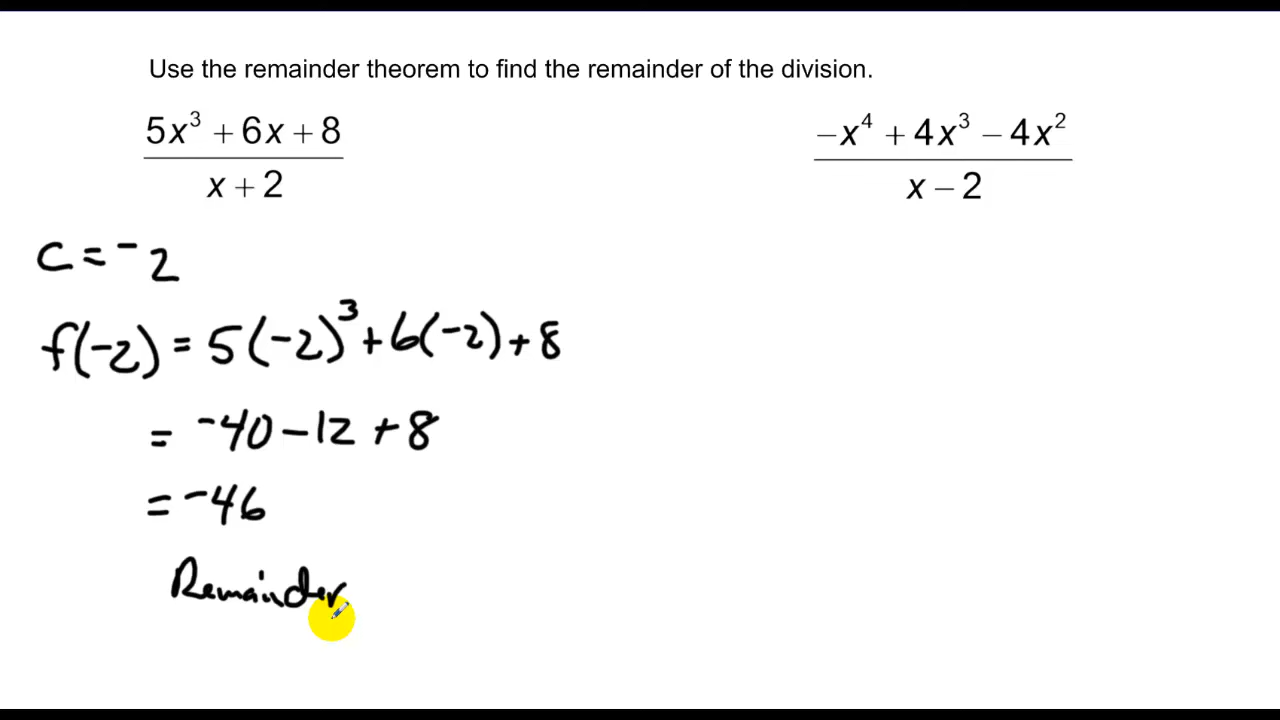 Use the remainder theorem to find the remainder of the division.
5x³ + 6x + 8
x + 2
-x⁴ + 4x³ - 4x²
x - 2
c = -2
f(-2) = 5(-2)³ + 6(-2) + 8
= -40 - 12 + 8
= -46
Remainder